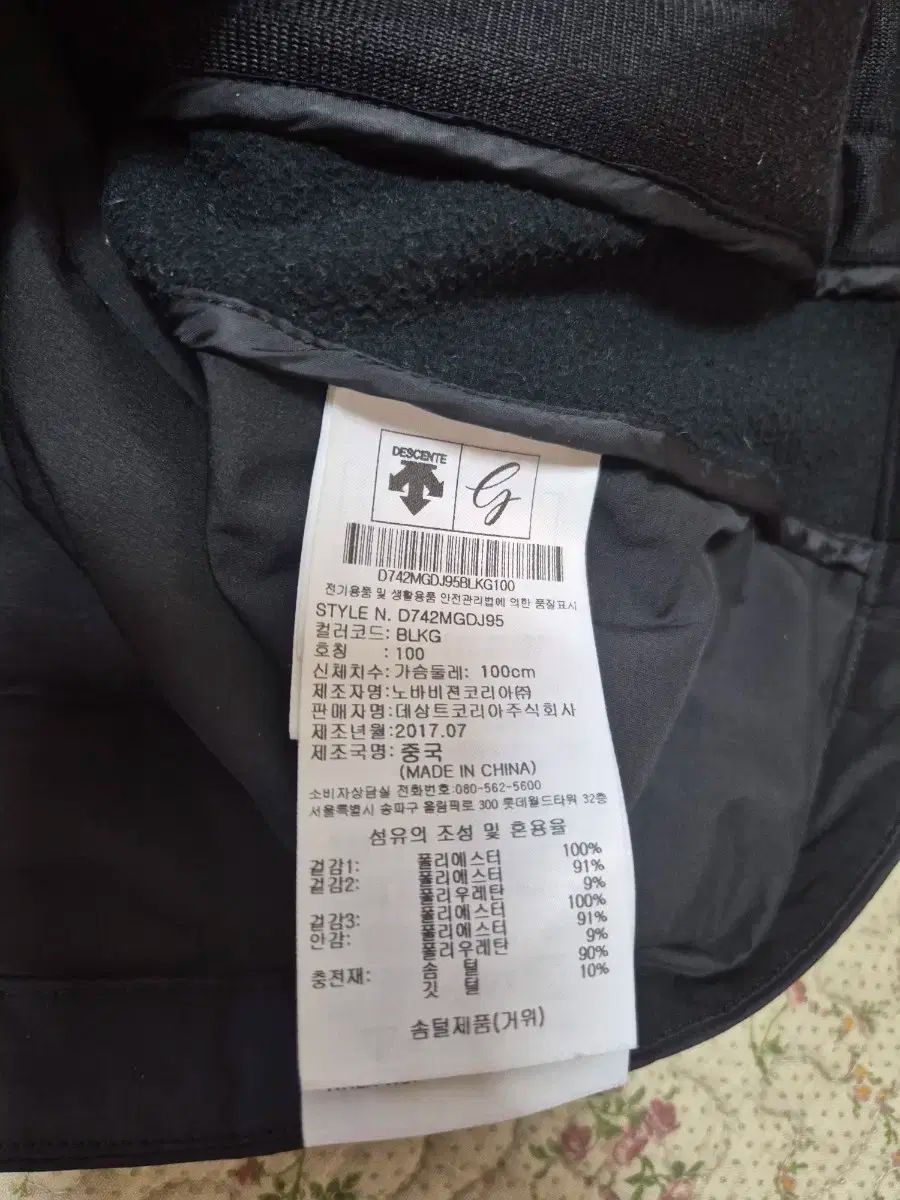 DESCENTE
G
D742MGDJ95BLKG100
전기용품 및 생활용품 안전관리법에 의한 품질표시
STYLE N. D742MGDJ95
컬러코드: BLKG
호칭 : 100
신체치수: 가슴둘레: 100cm
제조자명: 노바비젼코리아㈜
판매자명: 데상트코리아주식회사
제조년월: 2017.07
제조국명: 중국
(MADE IN CHINA)
소비자상담실 전화번호: 080-562-5600
서울특별시 송파구 올림픽로 300 롯데월드타워 32층
섬유의 조성 및 혼용율
겉감1: 폴리에스터 100%
겉감2: 폴리에스터 91%
폴리우레탄 9%
겉감3: 폴리에스터 100%
안감: 폴리에스터 91%
폴리우레탄 9%
충전재: 솜 털 90%
깃 털 10%
솜털제품(거위)